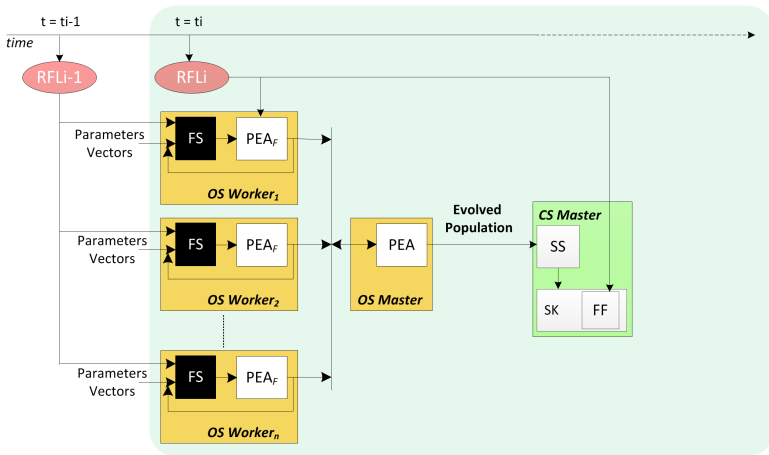 t = ti-1
t = ti
time
RFLi-1
RFLi
Parameters
Vectors
FS
PEAF
OS Worker1
Parameters
Vectors
FS
PEAF
OS Worker2
PEA
OS Master
Evolved
Population
CS Master
SS
SK
FF
Parameters
Vectors
FS
PEAF
OS Workern